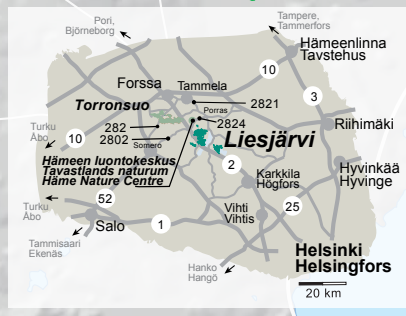 Pori,
Björneborg
Tampere,
Tammerfors
Hämeenlinna
Tavastehus
Forssa
Tammela
10
3
Torronsuo
2821
Porras
2824
282
2802
Somero
Riihimäki
Turku
Åbo
10
Liesjärvi
Hämeen luontokeskus
Tavastlands naturum
Häme Nature Centre
2
Hyvinkää
Hyvinge
Karkkila
Högfors
Turku
Åbo
52
Vihti
Vihtis
25
Salo
1
Tammisaari
Ekenäs
Hanko
Hangö
Helsinki
Helsingfors
20 km